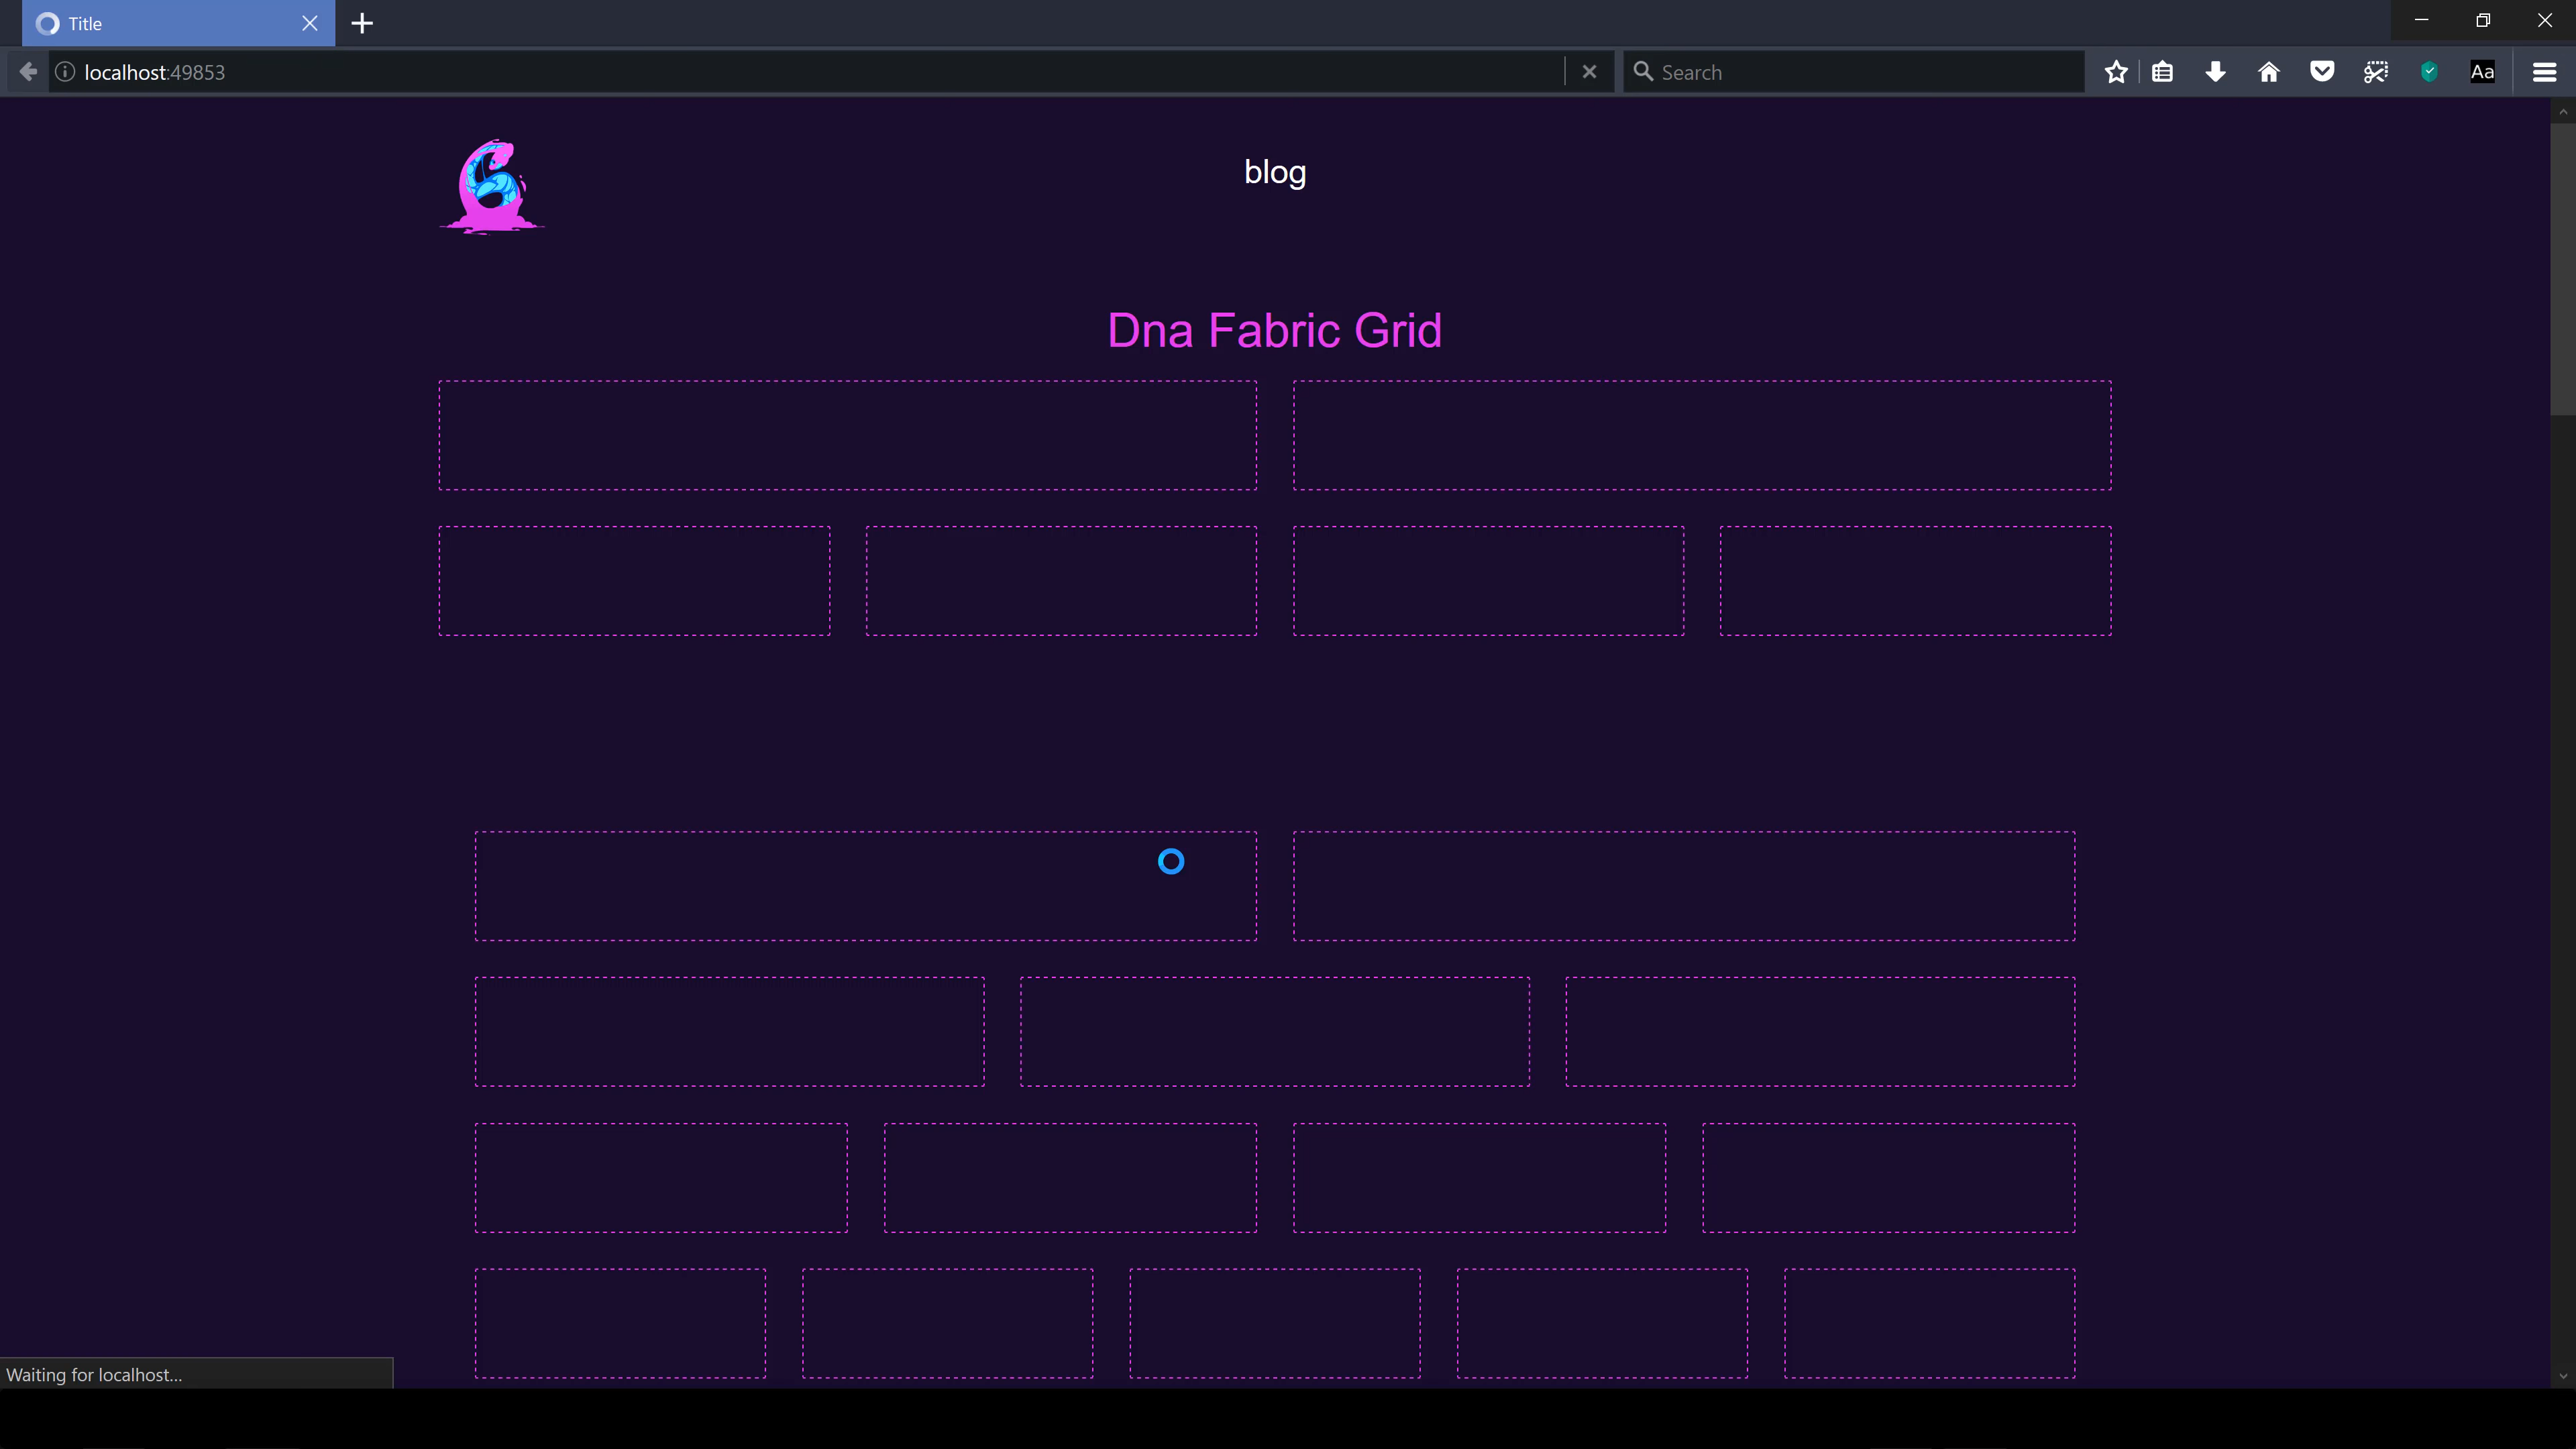 Title
localhost:49853
Search
Aa
blog
Dna Fabric Grid
Waiting for localhost...